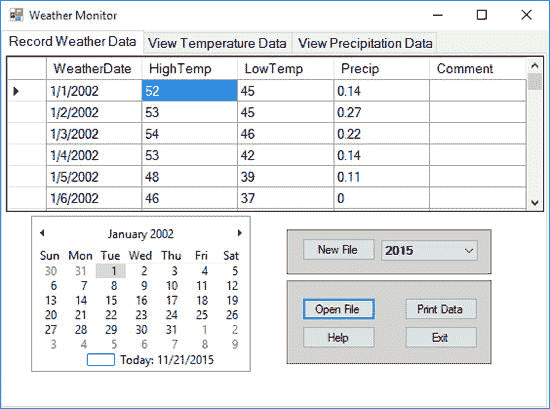 Weather Monitor
Record Weather Data View Temperature Data View Precipitation Data
WeatherDate HighTemp LowTemp Precip Comment
1/1/2002 52 45 0.14
1/2/2002 53 45 0.27
1/3/2002 54 46 0.22
1/4/2002 53 42 0.14
1/5/2002 48 39 0.11
1/6/2002 46 37 0
January 2002
Sun Mon Tue Wed Thu Fri Sat
30 31 1 2 3 4 5
6 7 8 9 10 11 12
13 14 15 16 17 18 19
20 21 22 23 24 25 26
27 28 29 30 31 1 2
3 4 5 6 7 8 9
Today: 11/21/2015
New File 2015
Open File Print Data
Help Exit